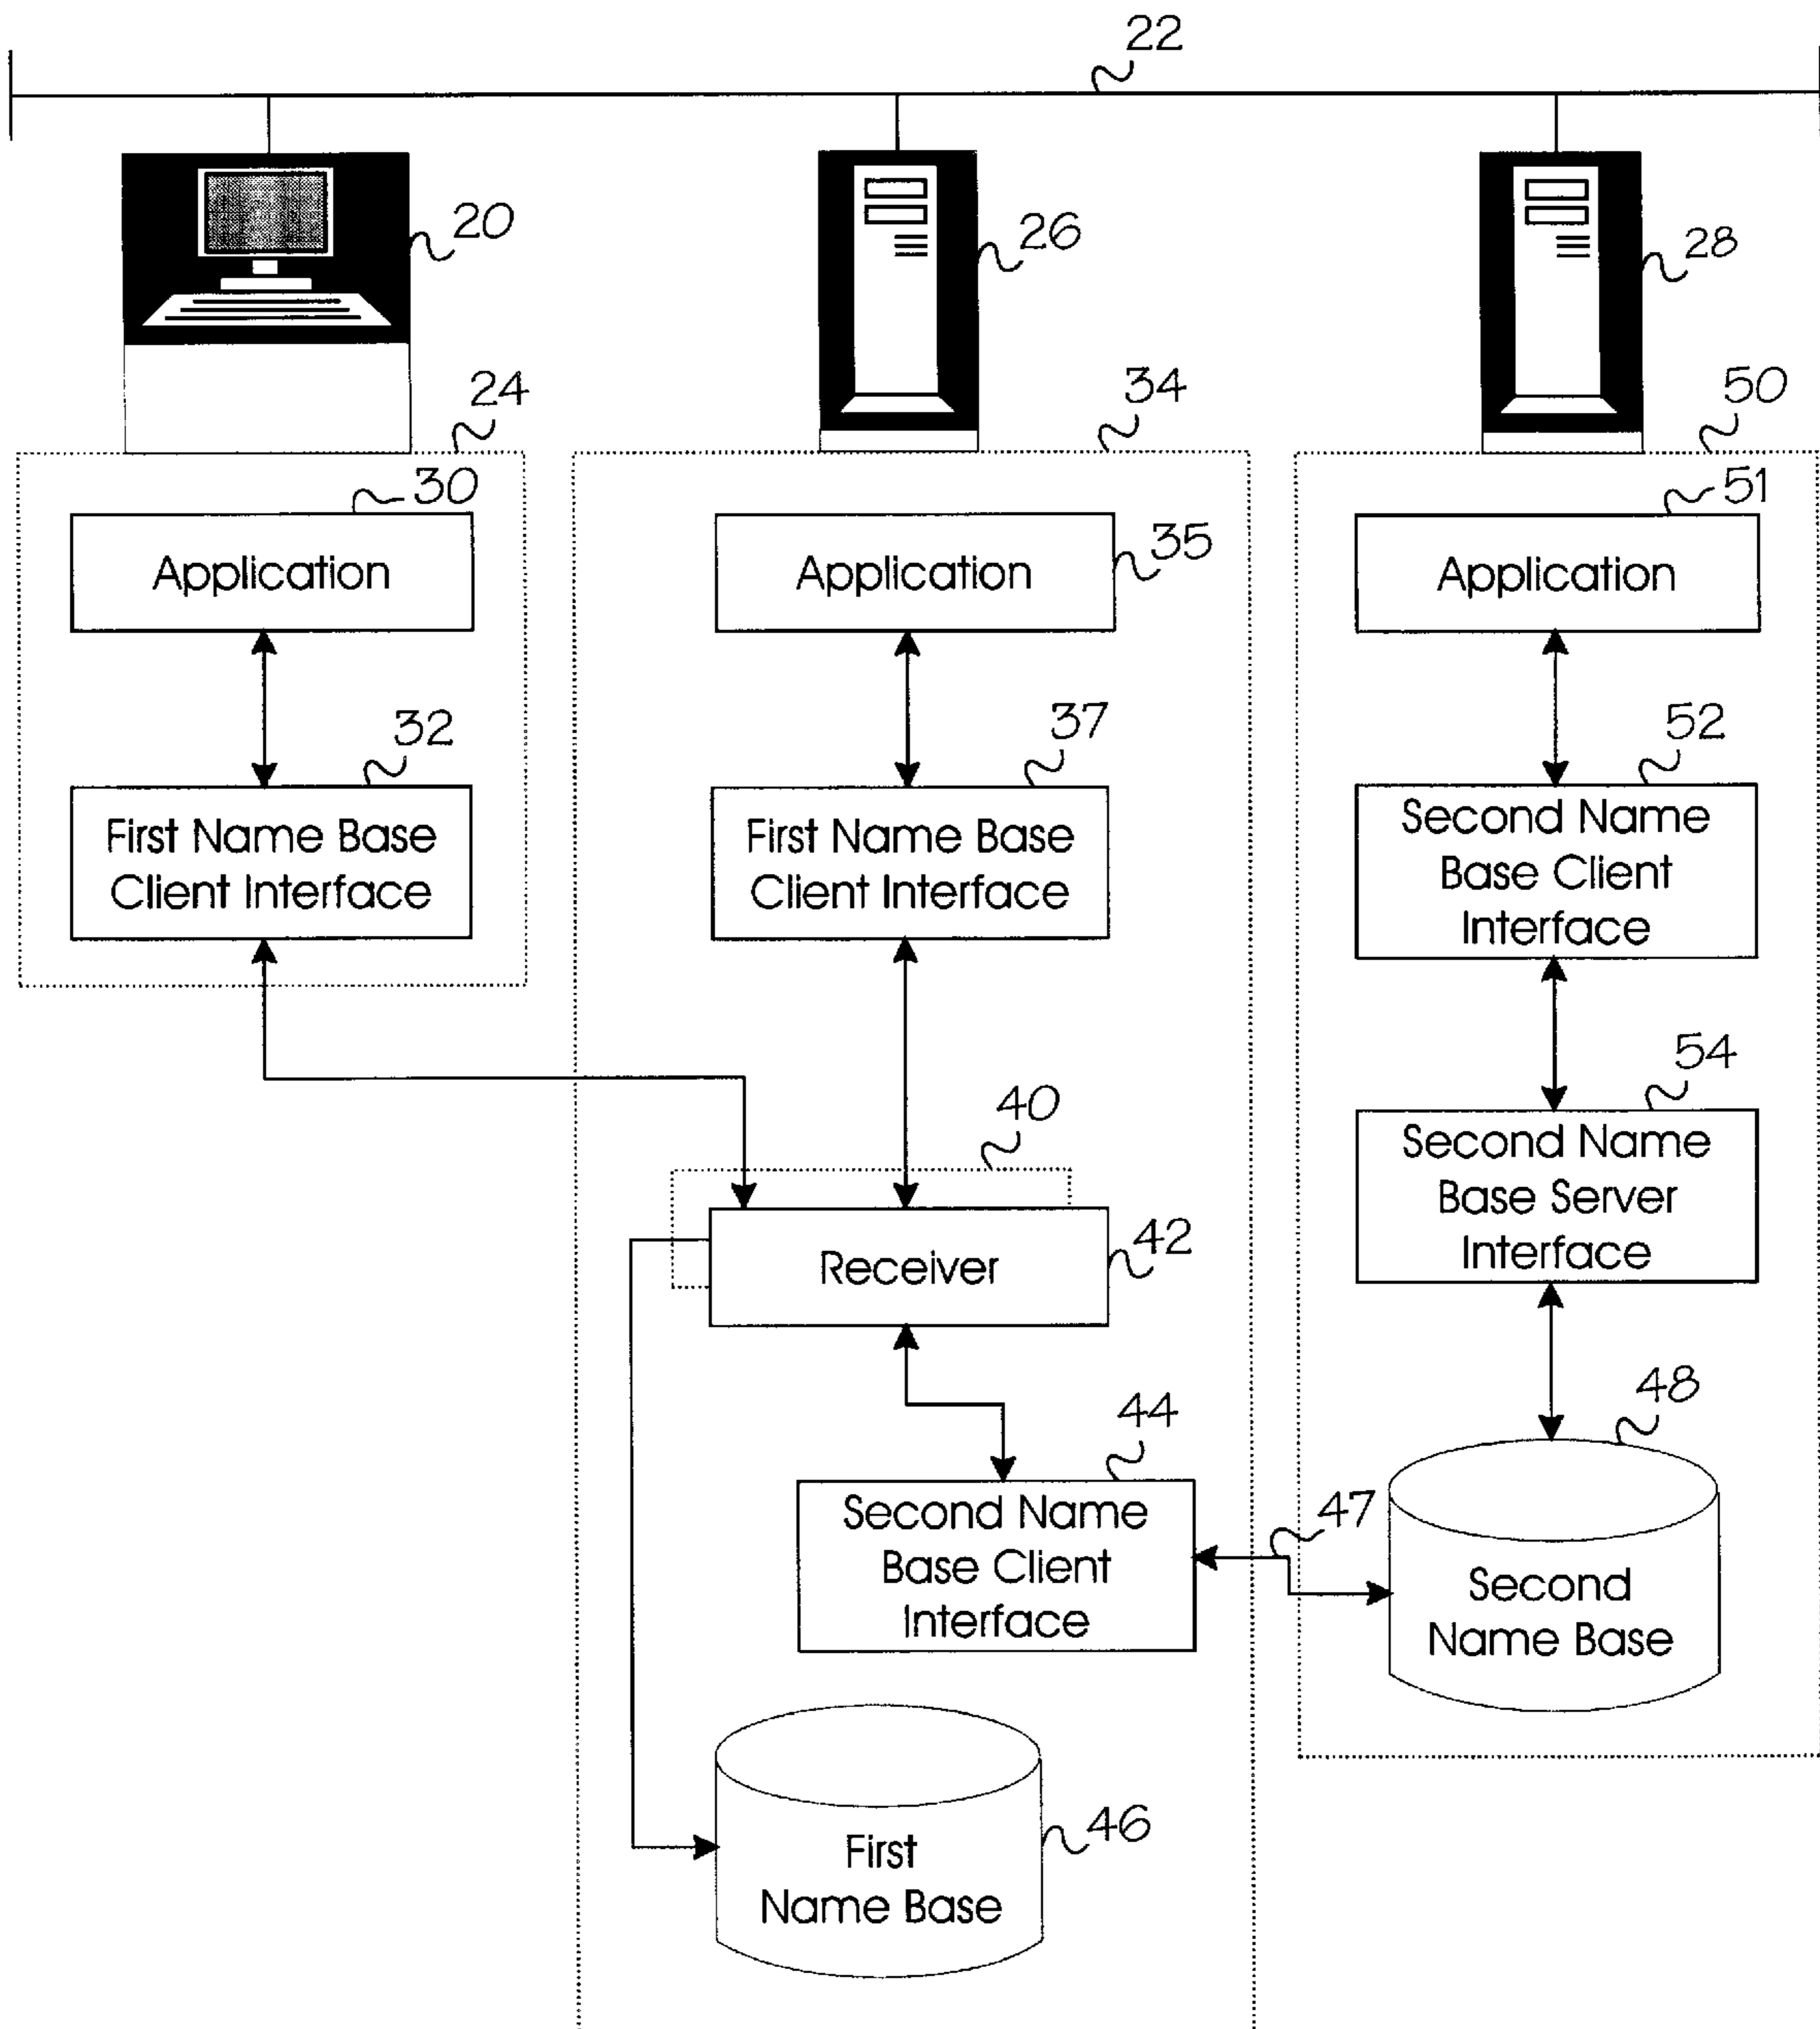 22
20
26
28
24
34
50
30
Application
35
Application
51
Application
32
First Name Base
Client Interface
37
First Name Base
Client Interface
52
Second Name
Base Client
Interface
54
Second Name
Base Server
Interface
40
42
Receiver
44
Second Name
Base Client
Interface
47
48
Second
Name Base
46
First
Name Base